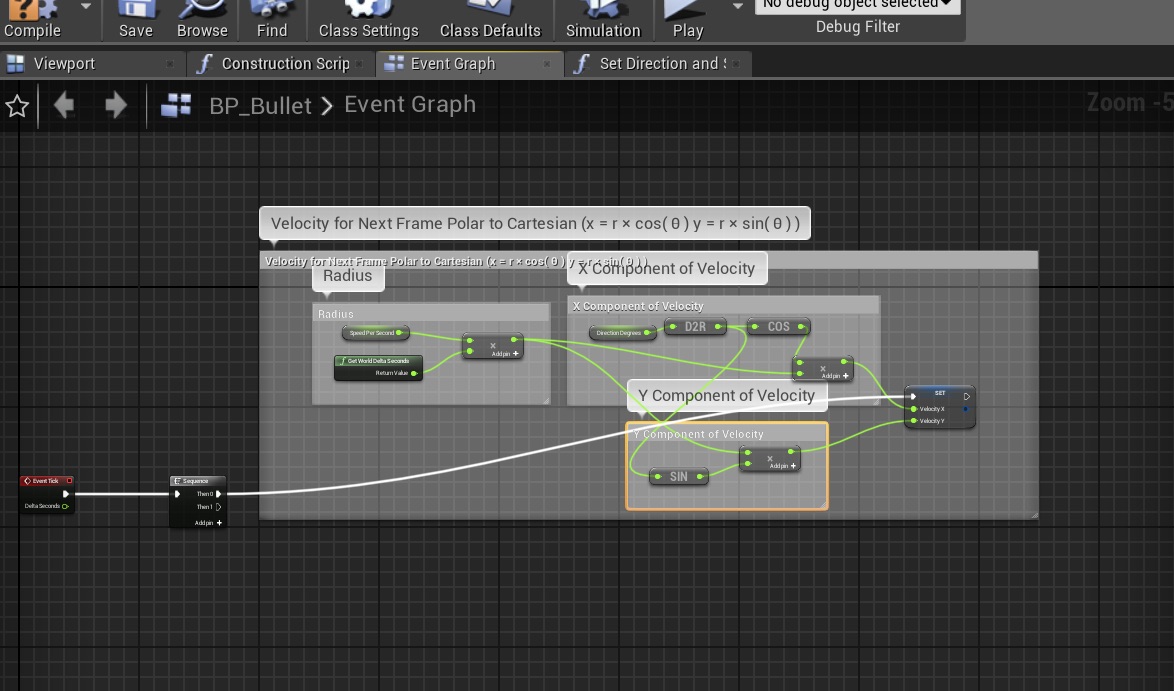 No debug object selected
Compile
Save
Browse
Find
Class Settings
Class Defaults
Simulation
Play
Debug Filter
Viewport
Construction Scrip
Event Graph
Set Direction and S
BP_Bullet > Event Graph
Zoom -5
Velocity for Next Frame Polar to Cartesian (x = r × cos( θ ) y = r × sin( θ ) )
Velocity for Next Frame Polar to Cartesian (x = r × cos( θ ) y = r × sin( θ ) )
Radius
X Component of Velocity
Radius
X Component of Velocity
Speed Per Second
Direction Degrees
D2R
COS
×
Add pin +
f Get World Delta Seconds
Return Value
×
Add pin +
Y Component of Velocity
SET
Velocity X
Velocity Y
Y Component of Velocity
×
Add pin +
SIN
Event Tick
Delta Seconds
Sequence
Then 0
Then 1
Add pin +